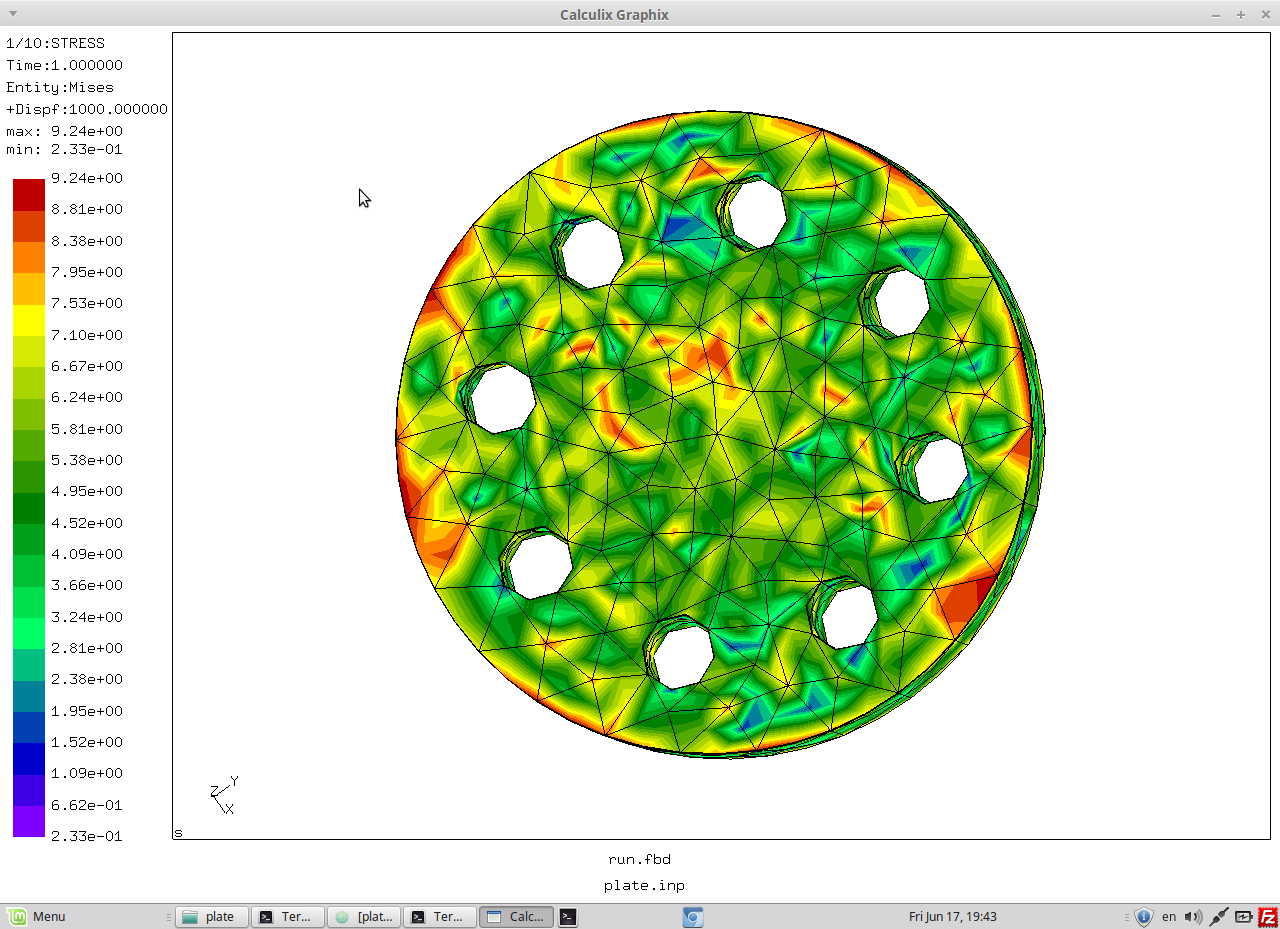 Calculix Graphix
1/10:STRESS
Time:1.000000
Entity:Mises
+Dispf:1000.000000
max: 9.24e+00
min: 2.33e-01
9.24e+00
8.81e+00
8.38e+00
7.95e+00
7.53e+00
7.10e+00
6.67e+00
6.24e+00
5.81e+00
5.38e+00
4.95e+00
4.52e+00
4.09e+00
3.66e+00
3.24e+00
2.81e+00
2.38e+00
1.95e+00
1.52e+00
1.09e+00
6.62e-01
2.33e-01
Z Y
X
s
run.fbd
plate.inp
Menu plate Ter... [plat... Ter... Calc... Fri Jun 17, 19:43 en FZ